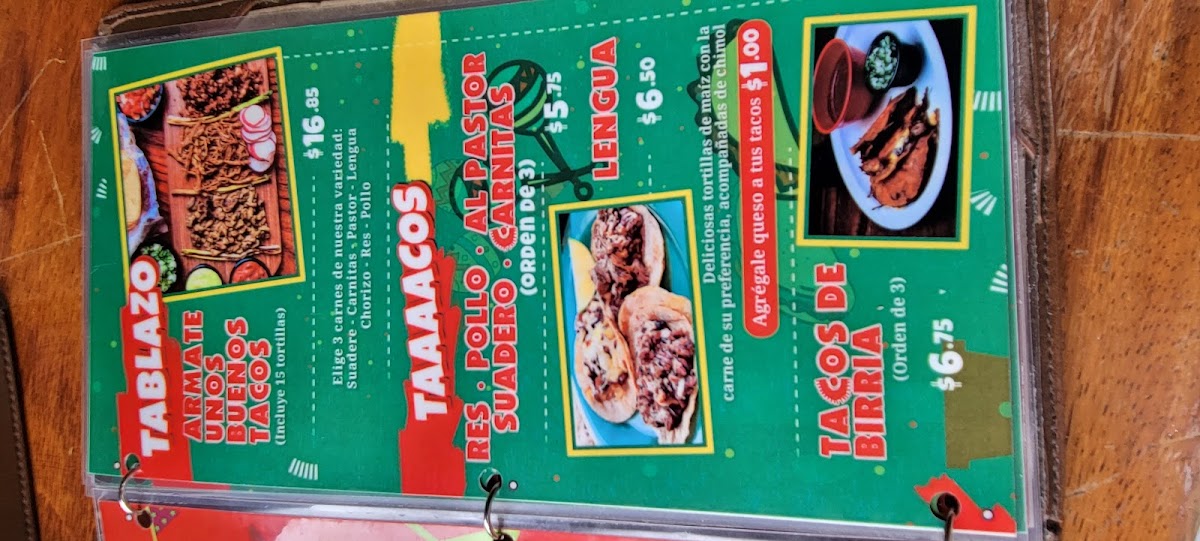 TABLAZO
ARMATE
UNOS
BUENOS
TACOS
(Incluye 15 tortillas)
$16.85
Elige 3 carnes de nuestra variedad:
Suadere - Carnitas - Pastor - Lengua
Chorizo - Res - Pollo
TAAAACOS
RES · POLLO · AL PASTOR
SUADERO · CARNITAS
(ORDEN DE 3)
$5.75
LENGUA
$6.50
Deliciosas tortillas de maíz con la
carne de su preferencia, acompañadas de chimol
Agrégale queso a tus tacos $1.00
TACOS DE
BIRRIA
(Orden de 3)
$6.75